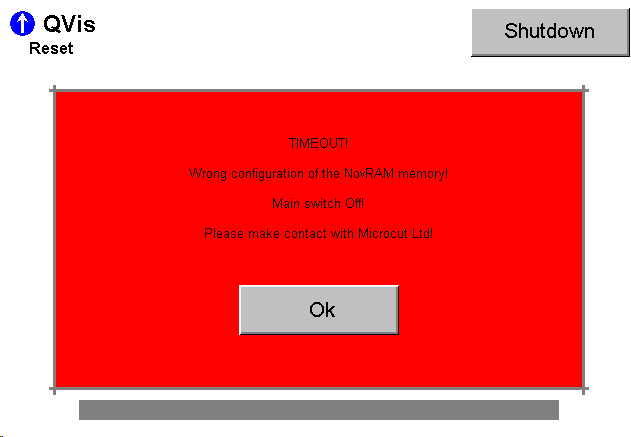 QVis
Reset
Shutdown
TIMEOUT!
Wrong configuration of the NovRAM memory!
Main switch Off!
Please make contact with Microcut Ltd!
Ok